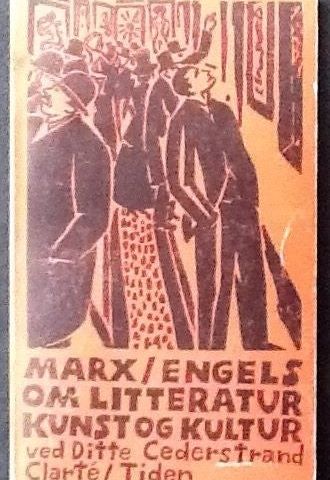 MARX/ENGELS
OM LITTERATUR
KUNST OG KULTUR
ved Ditte Cederstrand
Clarté/Tiden